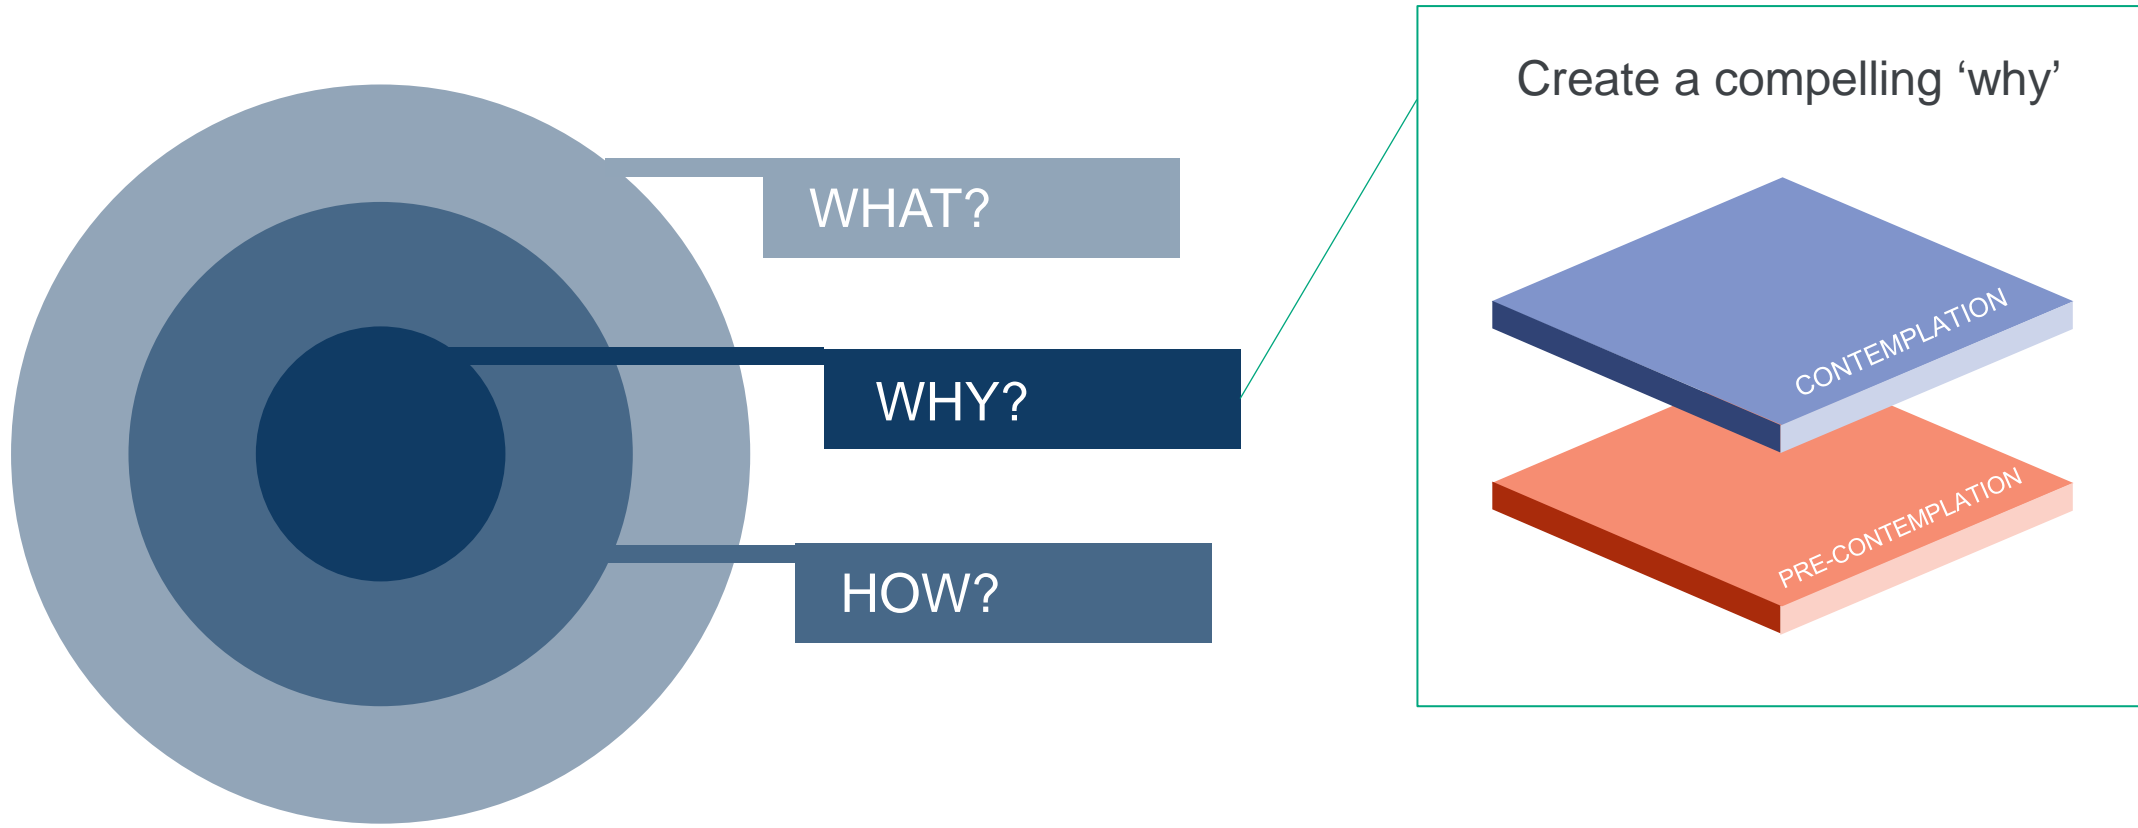 WHAT?
WHY?
HOW?
Create a compelling ‘why’
CONTEMPLATION
PRE-CONTEMPLATION